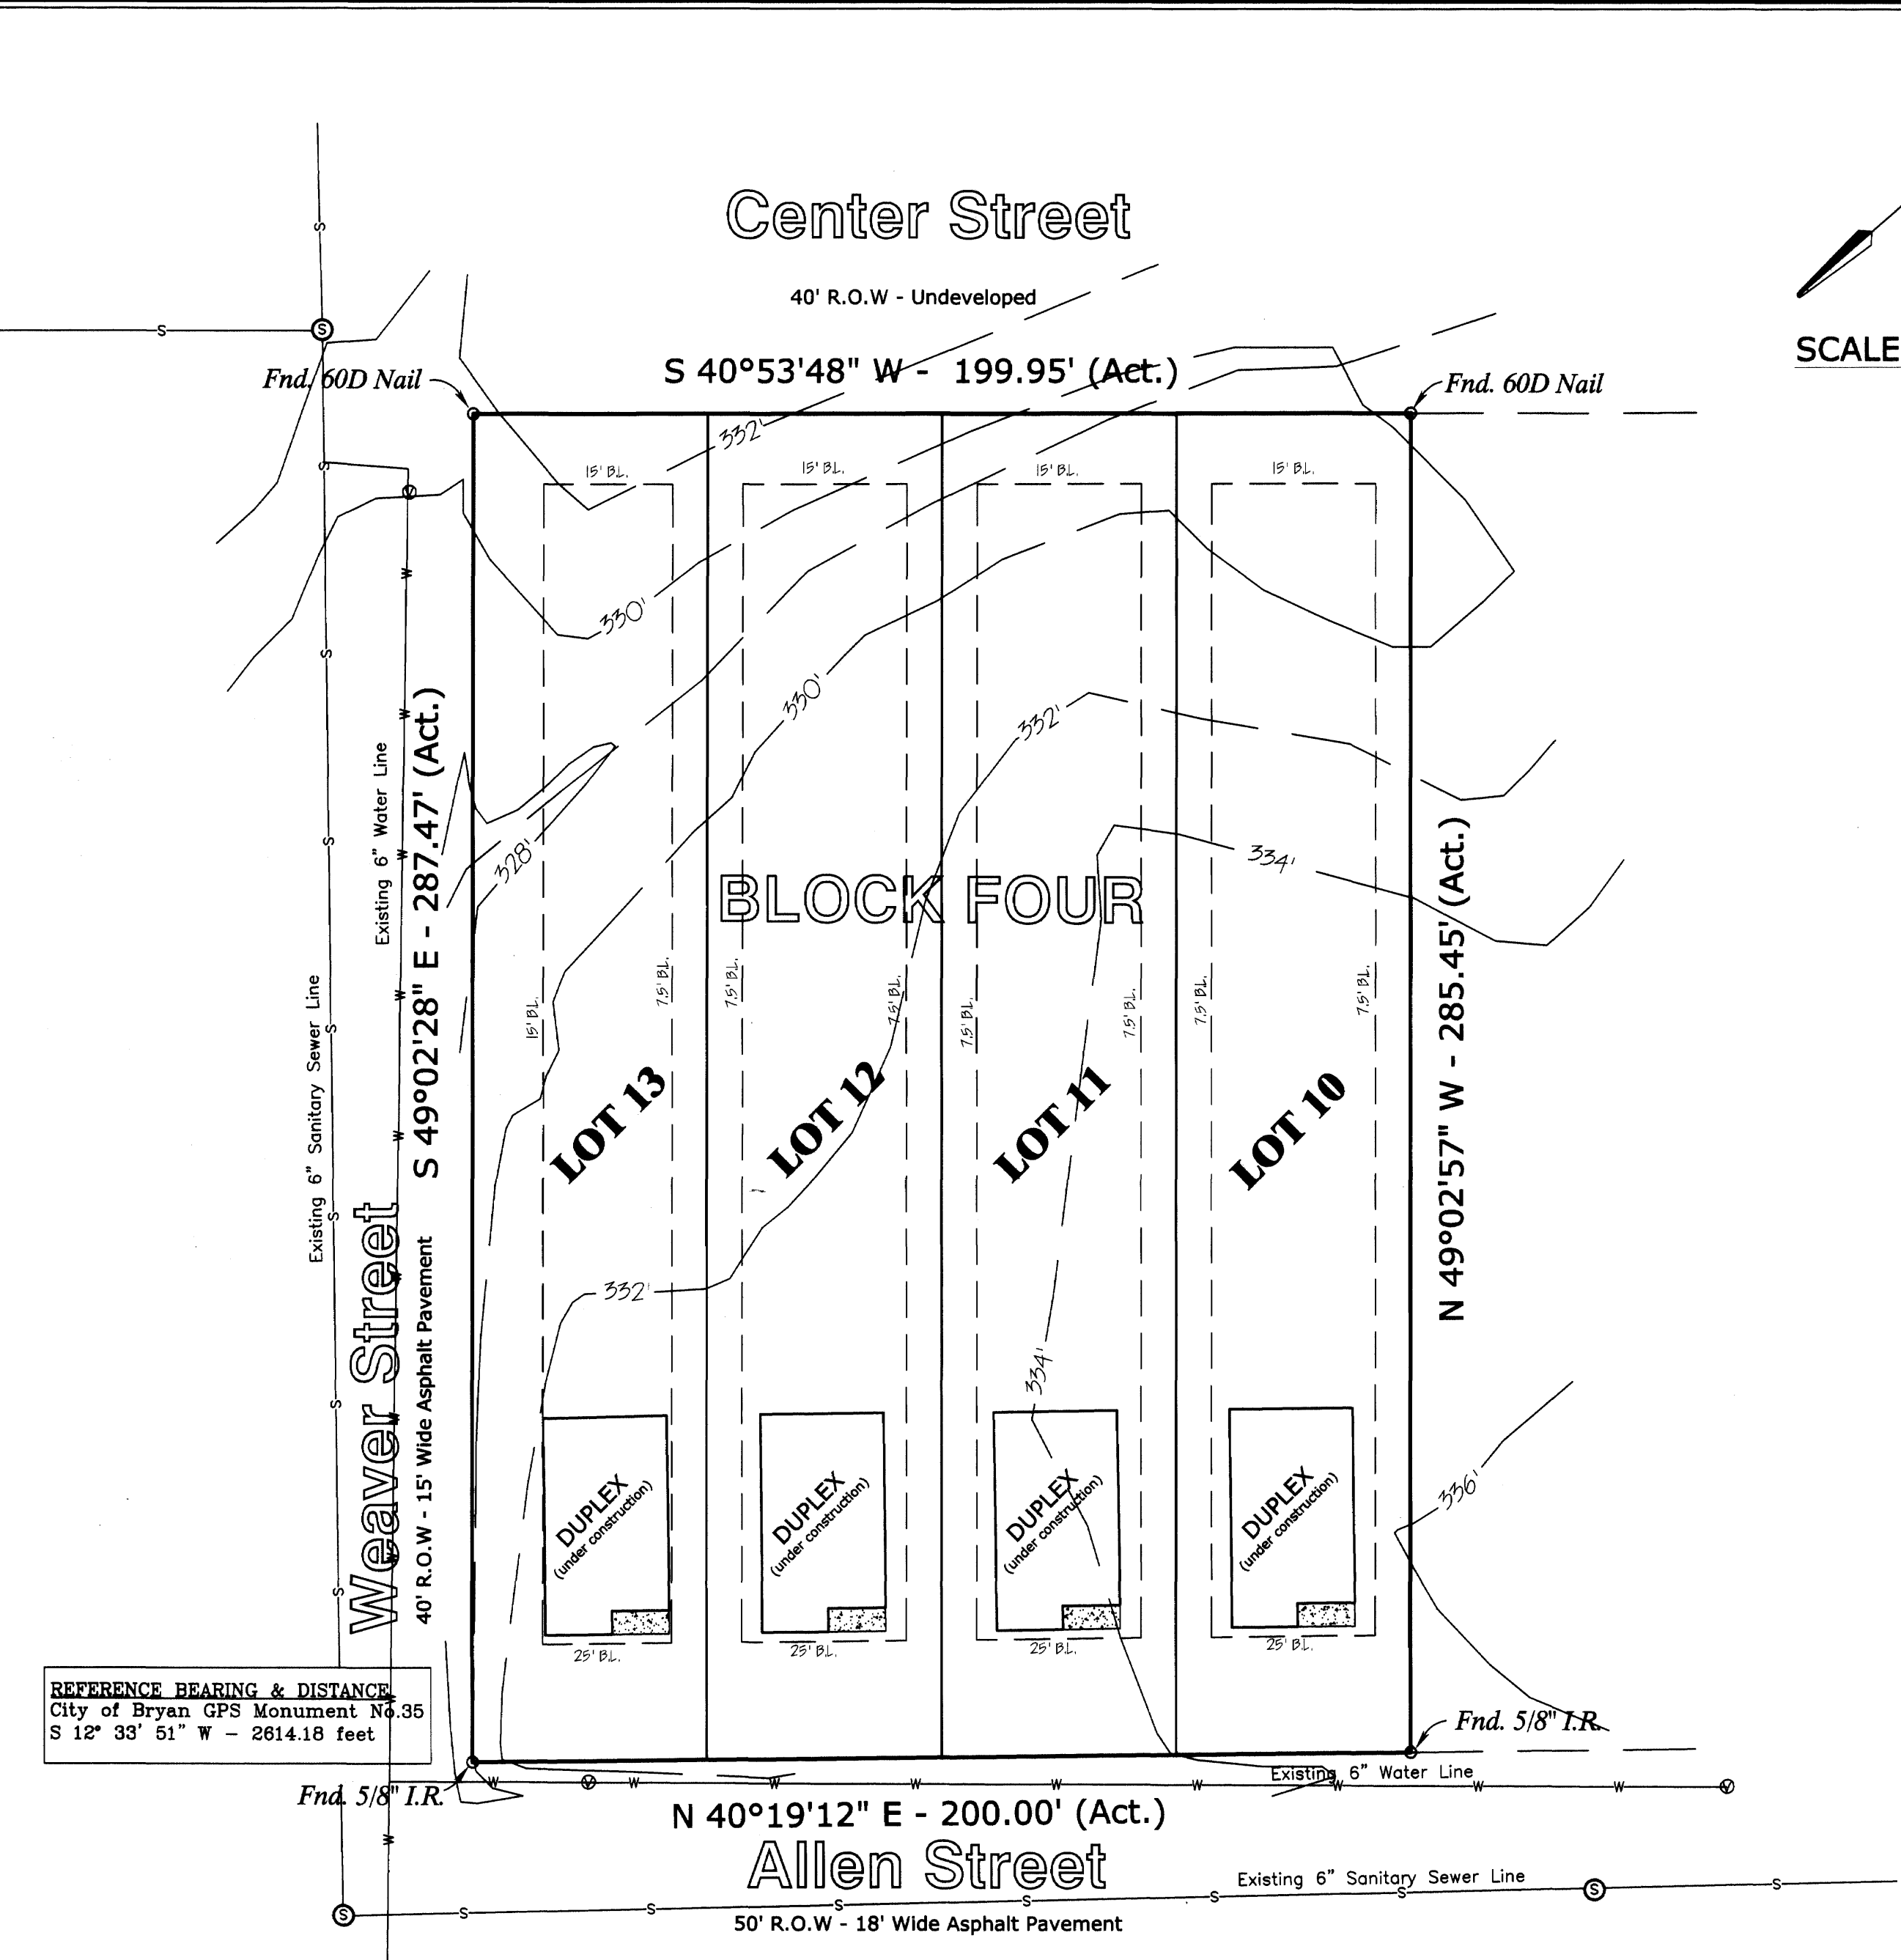 Center Street
40' R.O.W - Undeveloped
SCALE
S 40°53'48" W - 199.95' (Act.)
Fnd. 60D Nail
Fnd. 60D Nail
332'
15' B.L.
15' B.L.
15' B.L.
15' B.L.
330'
330'
332'
328'
334'
BLOCK FOUR
Existing 6" Water Line
S 49°02'28" E - 287.47' (Act.)
N 49°02'57" W - 285.45' (Act.)
Existing 6" Sanitary Sewer Line
15' B.L.
7.5' B.L.
7.5' B.L.
7.5' B.L.
7.5' B.L.
7.5' B.L.
7.5' B.L.
7.5' B.L.
LOT 13
LOT 12
LOT 11
LOT 10
Weaver Street
40' R.O.W - 15' Wide Asphalt Pavement
332'
334'
336'
DUPLEX
(under construction)
DUPLEX
(under construction)
DUPLEX
(under construction)
DUPLEX
(under construction)
25' B.L.
25' B.L.
25' B.L.
25' B.L.
REFERENCE BEARING & DISTANCE
City of Bryan GPS Monument No.35
S 12° 33' 51" W - 2614.18 feet
Fnd. 5/8" I.R.
Fnd. 5/8" I.R.
Existing 6" Water Line
N 40°19'12" E - 200.00' (Act.)
Allen Street
Existing 6" Sanitary Sewer Line
50' R.O.W - 18' Wide Asphalt Pavement